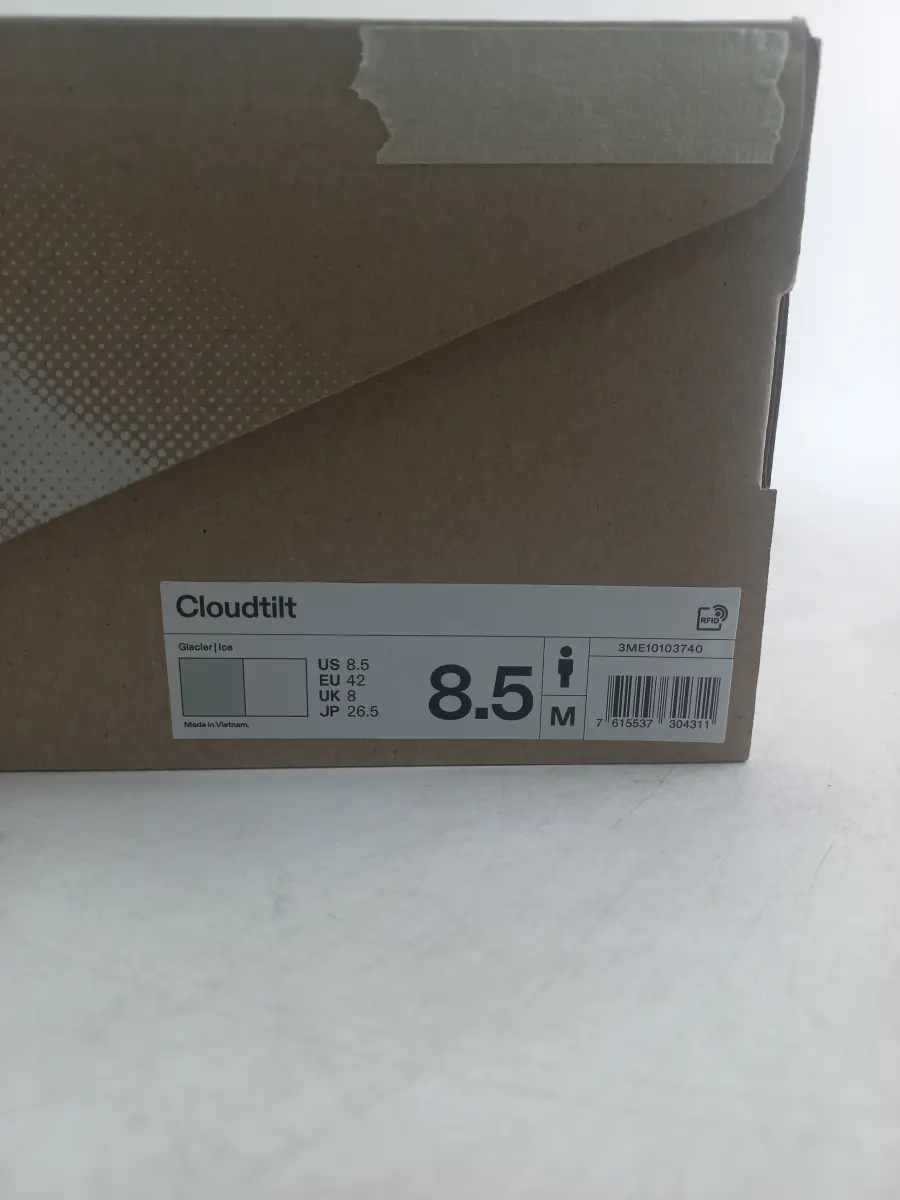 Cloudtilt
RFID
Glacier | Ice
3ME10103740
US 8.5
EU 42
UK 8
JP 26.5
8.5
M
Made in Vietnam.
7 615537 304311